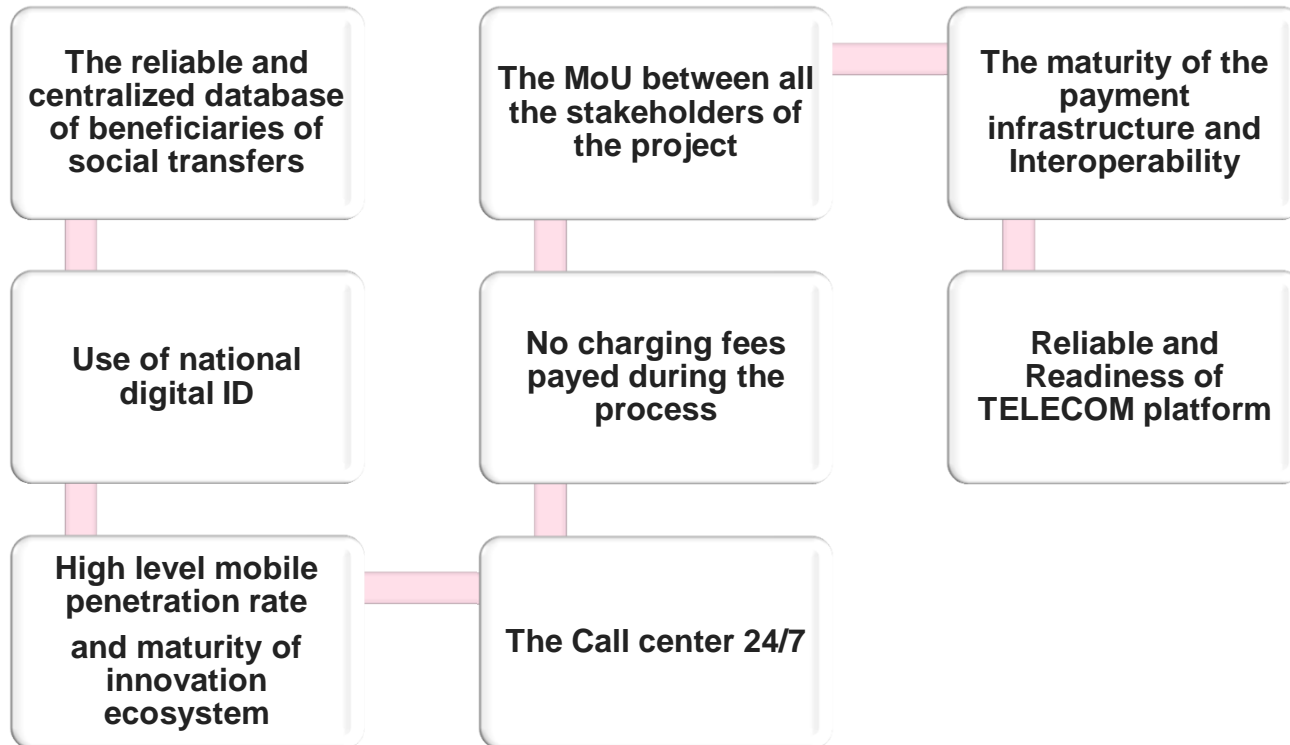 The reliable and
centralized database
of beneficiaries of
social transfers
Use of national
digital ID
High level mobile
penetration rate
and maturity of
innovation
ecosystem
The Call center 24/7
No charging fees
payed during the
process
The MoU between all
the stakeholders of
the project
The maturity of the
payment
infrastructure and
Interoperability
Reliable and
Readiness of
TELECOM platform